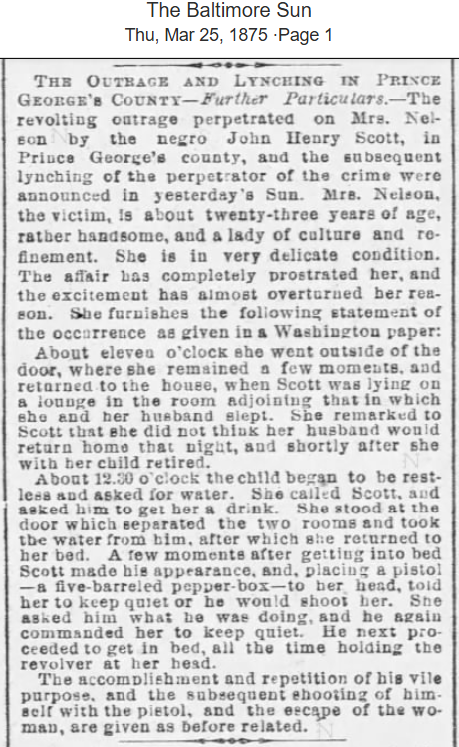 The Baltimore Sun
Thu, Mar 25, 1875 ·Page 1
THE OUTRAGE AND LYNCHING IN PRINCE
GEORGE'S COUNTY—Further Particulars.—The
revolting outrage perpetrated on Mrs. Nel-
son by the negro John Henry Scott, in
Prince George's county, and the subsequent
lynching of the perpetrator of the crime were
announced in yesterday's Sun. Mrs. Nelson,
the victim, is about twenty-three years of age,
rather handsome, and a lady of culture and re-
finement. She is in very delicate condition.
The affair has completely prostrated her, and
the excitement has almost overturned her rea-
son. She furnishes the following statement of
the occurrence as given in a Washington paper:
About eleven o'clock she went outside of the
door, where she remained a few moments, and
returned to the house, when Scott was lying on
a lounge in the room adjoining that in which
she and her husband slept. She remarked to
Scott that she did not think her husband would
return home that night, and shortly after she
with her child retired.
About 12.30 o'clock the child began to be rest-
less and asked for water. She called Scott, and
asked him to get her a drink. She stood at the
door which separated the two rooms and took
the water from him, after which she returned to
her bed. A few moments after getting into bed
Scott made his appearance, and, placing a pistol
—a five-barreled pepper-box—to her head, told
her to keep quiet or he would shoot her. She
asked him what he was doing, and he again
commanded her to keep quiet. He next pro-
ceeded to get in bed, all the time holding the
revolver at her head.
The accomplishment and repetition of his vile
purpose, and the subsequent shooting of him-
self with the pistol, and the escape of the wo-
man, are given as before related.